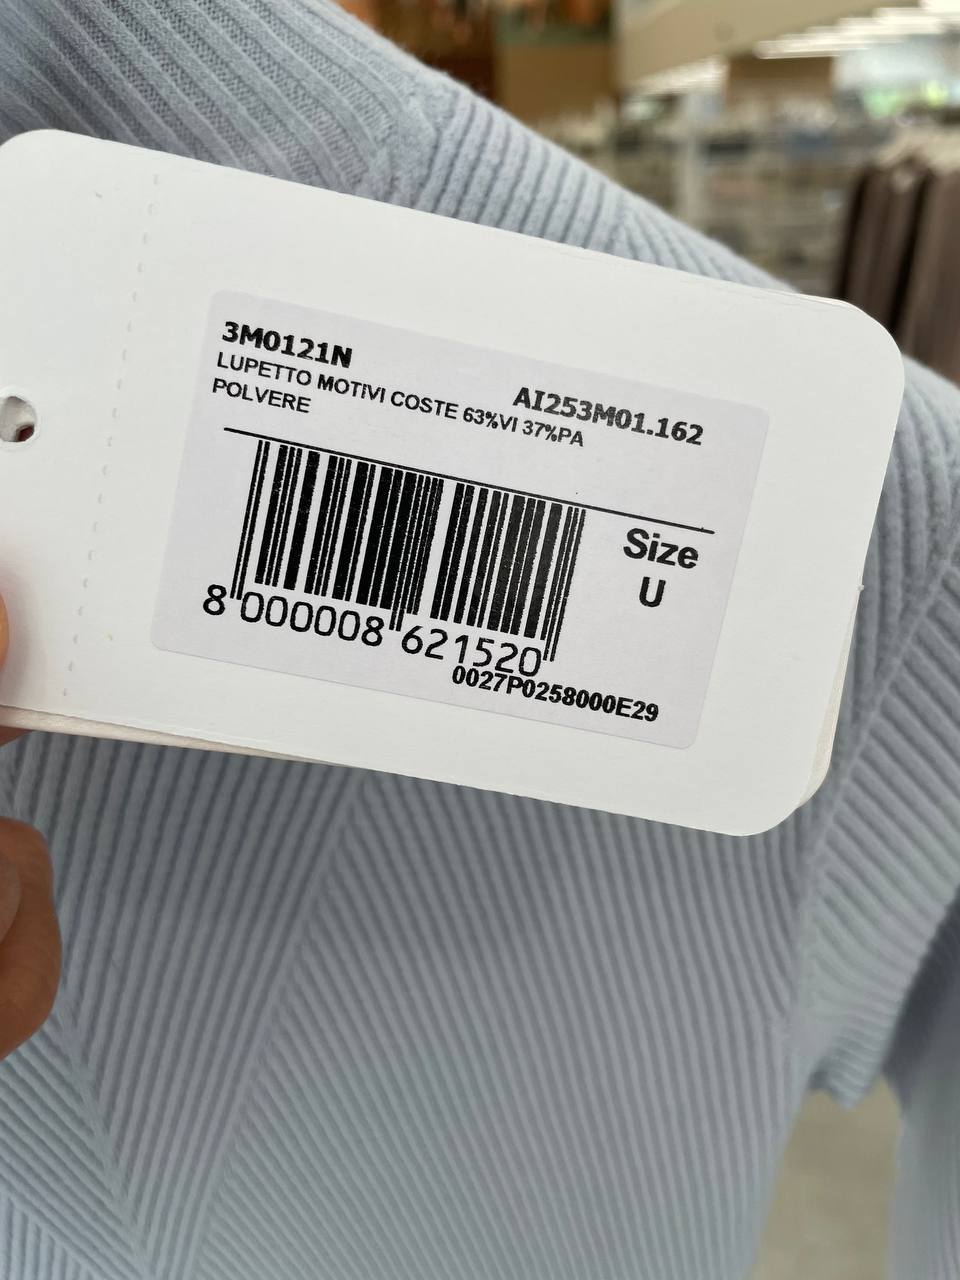 3M0121N
AI253M01.162
LUPETTO MOTIVI COSTE 63%VI 37%PA
POLVERE
Size
U
8 000008 621520
0027P0258000E29